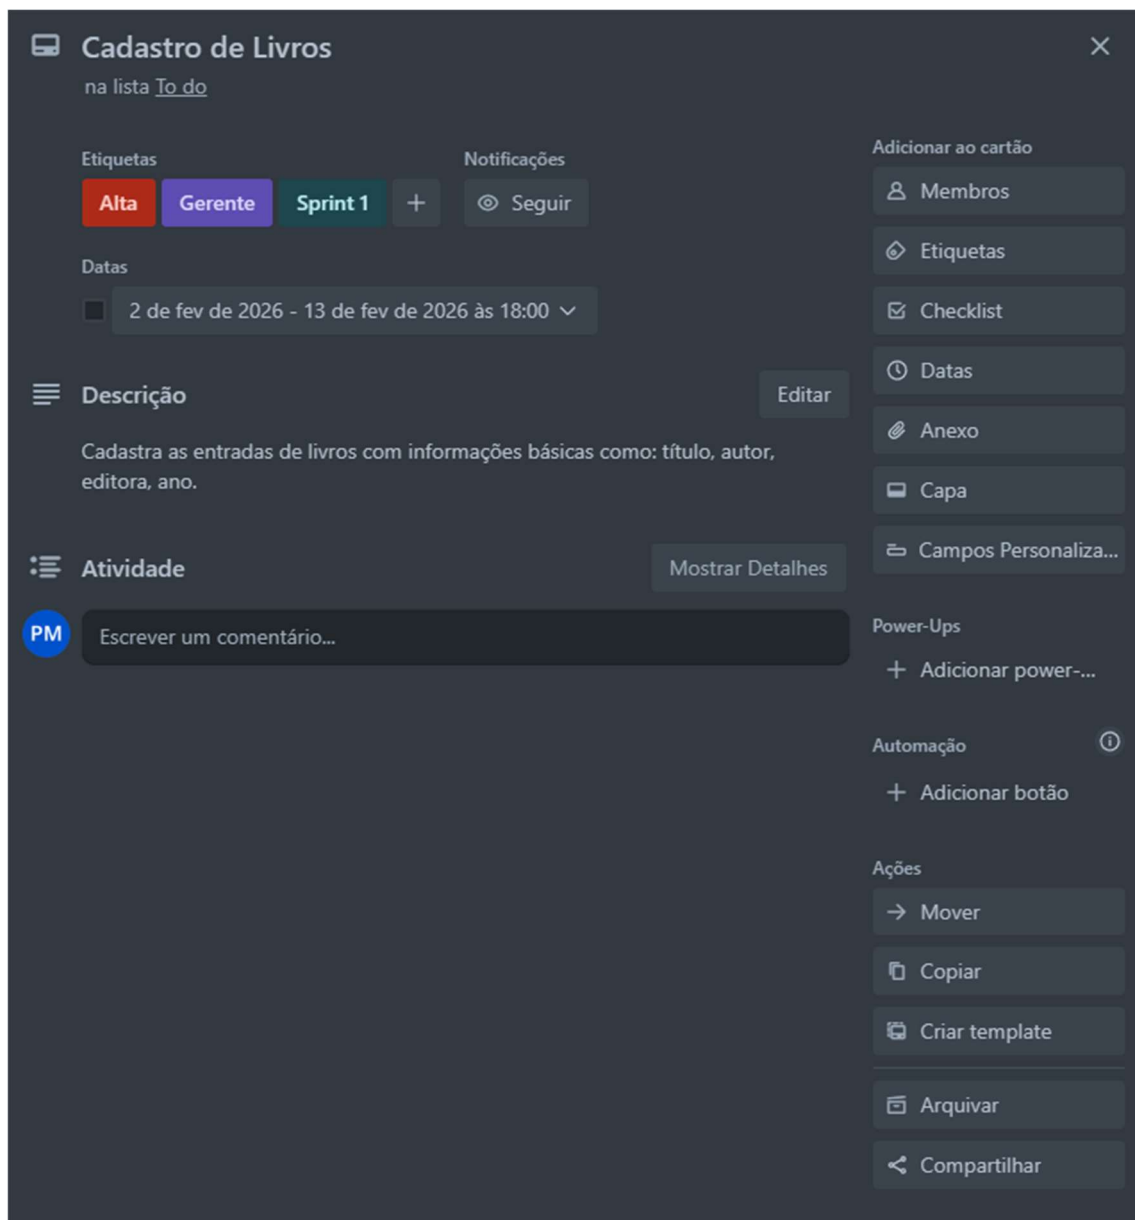 Cadastro de Livros
na lista To do
Etiquetas
Alta
Gerente
Sprint 1
Notificações
Seguir
Datas
2 de fev de 2026 - 13 de fev de 2026 às 18:00
Descrição
Editar
Cadastra as entradas de livros com informações básicas como: título, autor,
editora, ano.
Atividade
Mostrar Detalhes
PM
Escrever um comentário...
Adicionar ao cartão
Membros
Etiquetas
Checklist
Datas
Anexo
Capa
Campos Personaliza...
Power-Ups
+ Adicionar power-...
Automação
+ Adicionar botão
Ações
Mover
Copiar
Criar template
Arquivar
Compartilhar